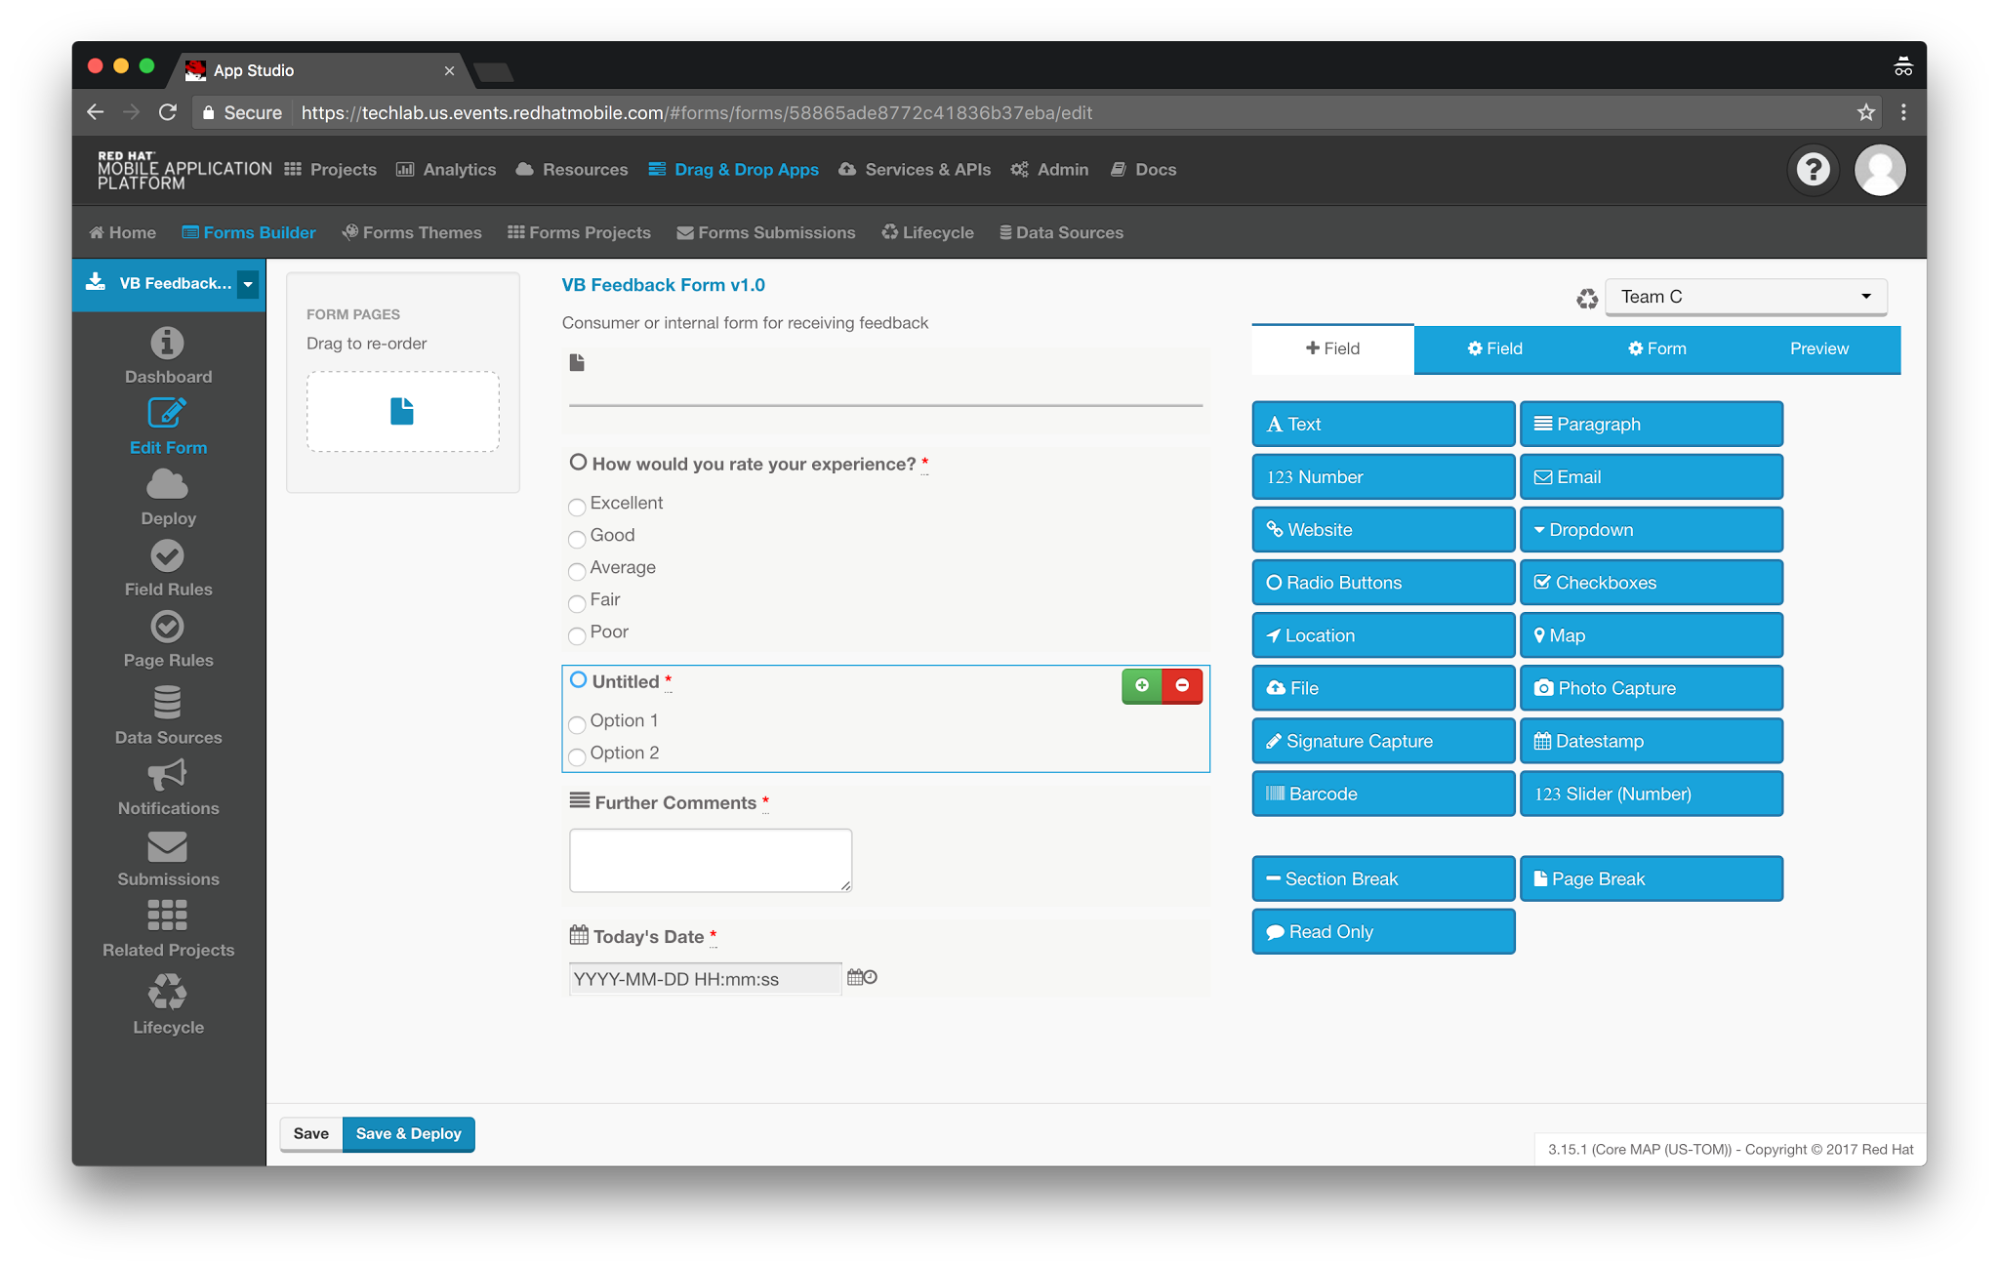 App Studio
Secure https://techlab.us.events.redhatmobile.com/#forms/forms/58865ade8772c41836b37eba/edit
RED HAT
MOBILE APPLICATION
PLATFORM
Projects Analytics Resources Drag & Drop Apps Services & APIs Admin Docs
Home Forms Builder Forms Themes Forms Projects Forms Submissions Lifecycle Data Sources
VB Feedback...
Dashboard
Edit Form
Deploy
Field Rules
Page Rules
Data Sources
Notifications
Submissions
Related Projects
Lifecycle
FORM PAGES
Drag to re-order
VB Feedback Form v1.0
Consumer or internal form for receiving feedback
How would you rate your experience? *
Excellent
Good
Average
Fair
Poor
Untitled *
Option 1
Option 2
Further Comments *
Today's Date *
YYYY-MM-DD HH:mm:ss
Team C
Field Field Form Preview
Text Paragraph
123 Number Email
Website Dropdown
Radio Buttons Checkboxes
Location Map
File Photo Capture
Signature Capture Datestamp
Barcode 123 Slider (Number)
Section Break Page Break
Read Only
Save Save & Deploy
3.15.1 (Core MAP (US-TOM)) - Copyright © 2017 Red Hat